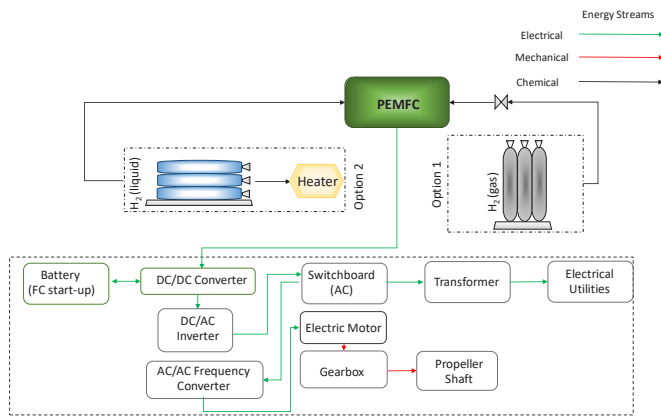 Energy Streams
Electrical
Mechanical
Chemical
PEMFC
H2 (liquid)
Heater
Option 2
Option 1
H2 (gas)
Battery
(FC start-up)
DC/DC Converter
Switchboard
(AC)
Transformer
Electrical
Utilities
DC/AC
Inverter
Electric Motor
AC/AC Frequency
Converter
Gearbox
Propeller
Shaft